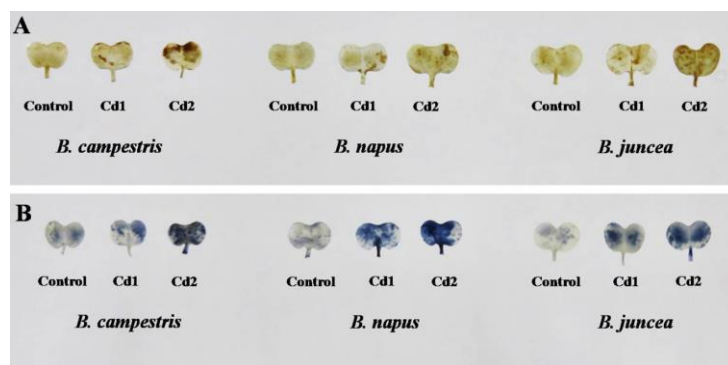 A
Control Cd1 Cd2 Control Cd1 Cd2 Control Cd1 Cd2
B. campestris B. napus B. juncea
B
Control Cd1 Cd2 Control Cd1 Cd2 Control Cd1 Cd2
B. campestris B. napus B. juncea